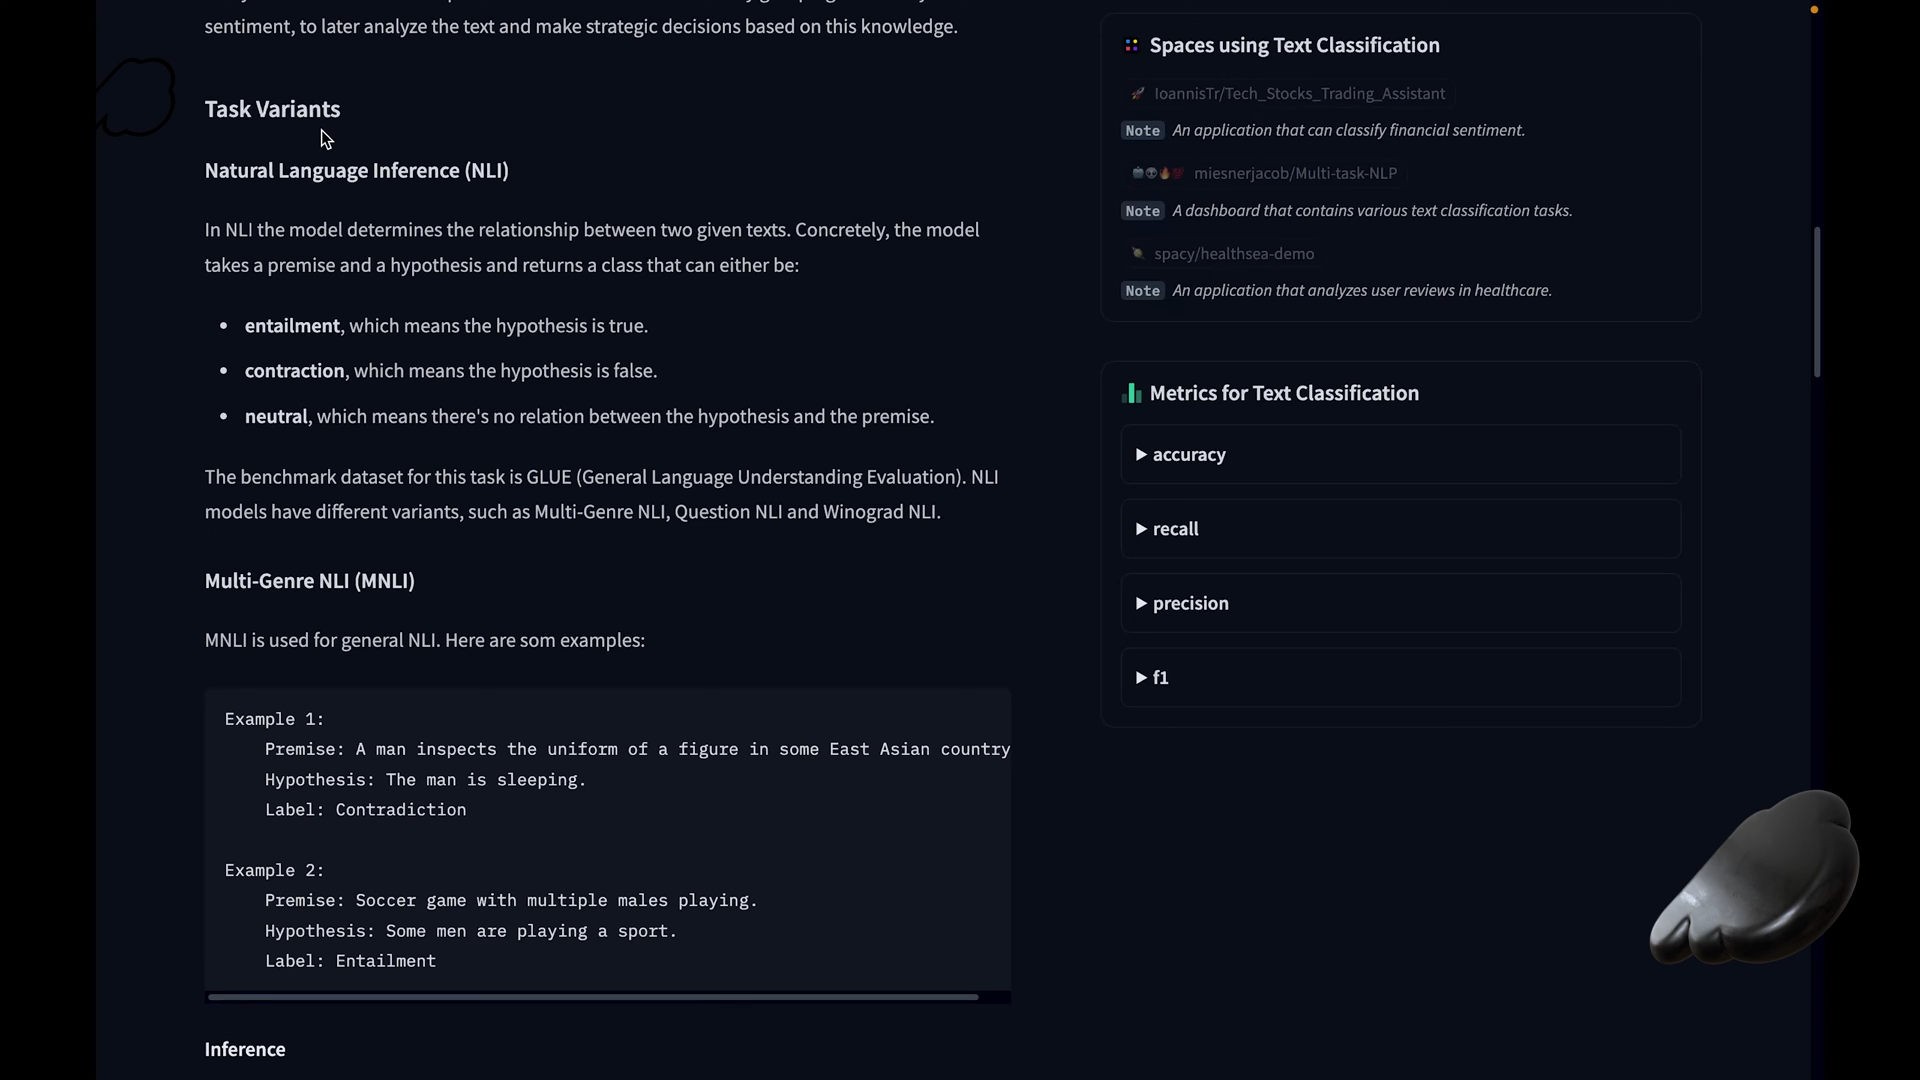 sentiment, to later analyze the text and make strategic decisions based on this knowledge.
Task Variants
Natural Language Inference (NLI)
In NLI the model determines the relationship between two given texts. Concretely, the model
takes a premise and a hypothesis and returns a class that can either be:
• entailment, which means the hypothesis is true.
• contraction, which means the hypothesis is false.
• neutral, which means there's no relation between the hypothesis and the premise.
The benchmark dataset for this task is GLUE (General Language Understanding Evaluation). NLI
models have different variants, such as Multi-Genre NLI, Question NLI and Winograd NLI.
Multi-Genre NLI (MNLI)
MNLI is used for general NLI. Here are som examples:
Example 1:
Premise: A man inspects the uniform of a figure in some East Asian country
Hypothesis: The man is sleeping.
Label: Contradiction
Example 2:
Premise: Soccer game with multiple males playing.
Hypothesis: Some men are playing a sport.
Label: Entailment
Inference
Spaces using Text Classification
IoannisTr/Tech_Stocks_Trading_Assistant
Note An application that can classify financial sentiment.
miesnerjacob/Multi-task-NLP
Note A dashboard that contains various text classification tasks.
spacy/healthsea-demo
Note An application that analyzes user reviews in healthcare.
Metrics for Text Classification
accuracy
recall
precision
f1